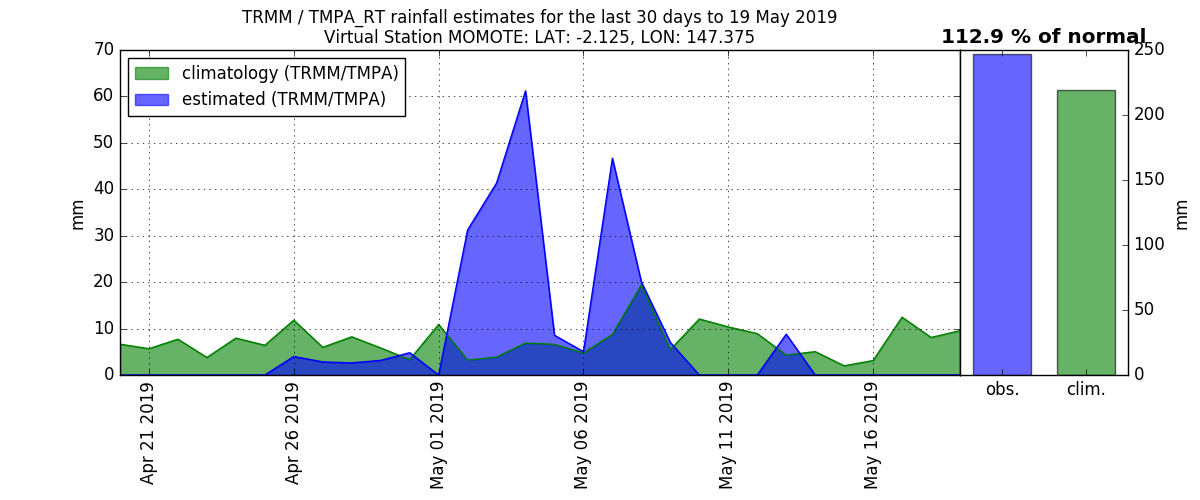 TRMM / TMPA_RT rainfall estimates for the last 30 days to 19 May 2019
Virtual Station MOMOTE: LAT: -2.125, LON: 147.375
112.9 % of normal
climatology (TRMM/TMPA)
estimated (TRMM/TMPA)
70
60
50
40
30
20
10
0
mm
Apr 21 2019
Apr 26 2019
May 01 2019
May 06 2019
May 11 2019
May 16 2019
obs.
clim.
250
200
150
100
50
0
mm